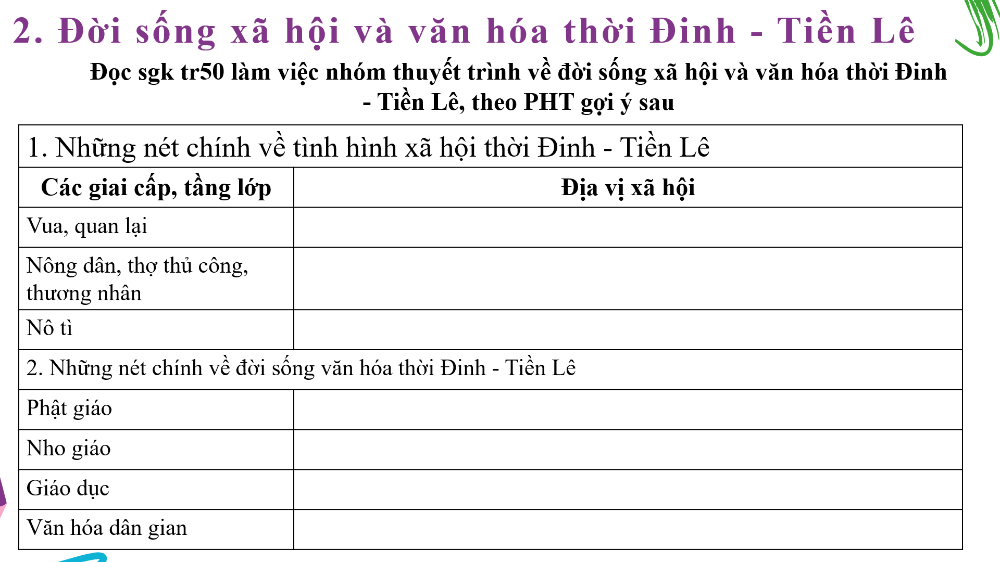 2. Đời sống xã hội và văn hóa thời Đinh - Tiền Lê
Đọc sgk tr50 làm việc nhóm thuyết trình về đời sống xã hội và văn hóa thời Đinh
- Tiền Lê, theo PHT gợi ý sau
1. Những nét chính về tình hình xã hội thời Đinh - Tiền Lê
Các giai cấp, tầng lớp
Địa vị xã hội
Vua, quan lại
Nông dân, thợ thủ công,
thương nhân
Nô tì
2. Những nét chính về đời sống văn hóa thời Đinh - Tiền Lê
Phật giáo
Nho giáo
Giáo dục
Văn hóa dân gian